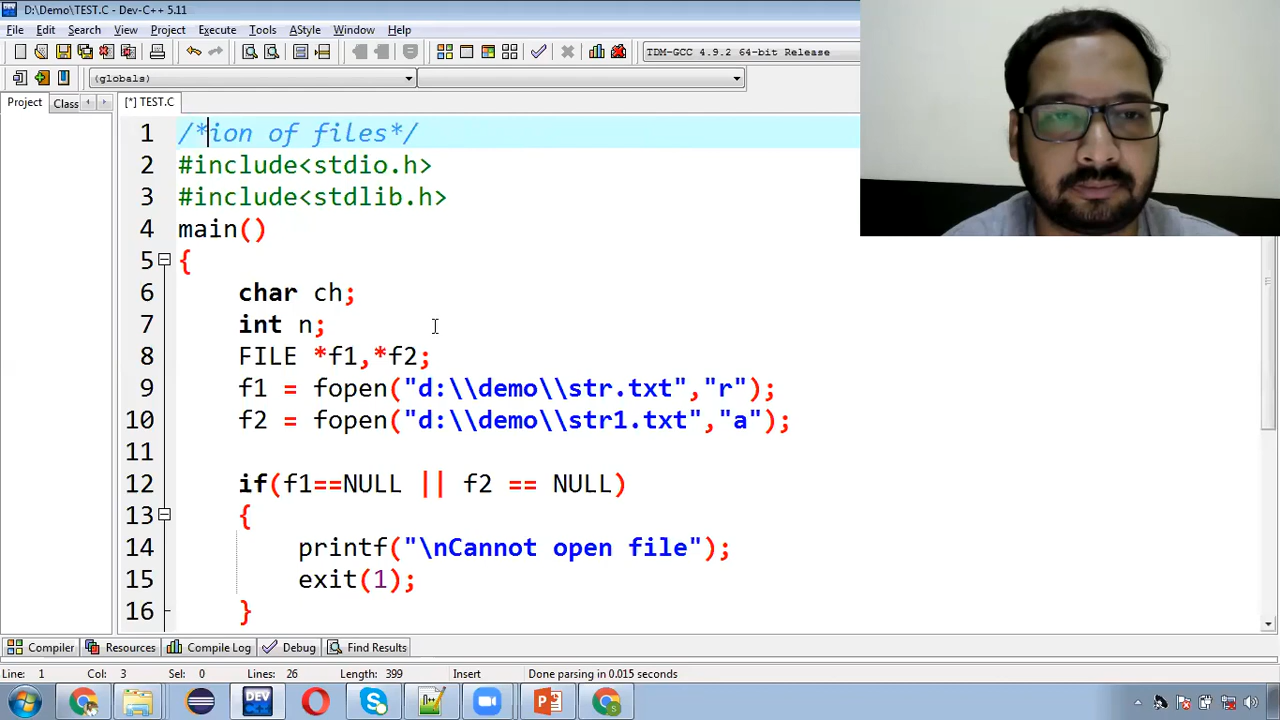 D:\Demo\TEST.C - Dev-C++ 5.11
File Edit Search View Project Execute Tools AStyle Window Help
TDM-GCC 4.9.2 64-bit Release
(globals)
Project Class [*] TEST.C
1 /*ion of files*/
2 #include<stdio.h>
3 #include<stdlib.h>
4 main()
5 {
6 char ch;
7 int n;
8 FILE *f1,*f2;
9 f1 = fopen("d:\\demo\\str.txt","r");
10 f2 = fopen("d:\\demo\\str1.txt","a");
11
12 if(f1==NULL || f2 == NULL)
13 {
14 printf("\nCannot open file");
15 exit(1);
16 }
Compiler Resources Compile Log Debug Find Results
Line: 1 Col: 3 Sel: 0 Lines: 26 Length: 399 Insert Done parsing in 0.015 seconds
DEV C++